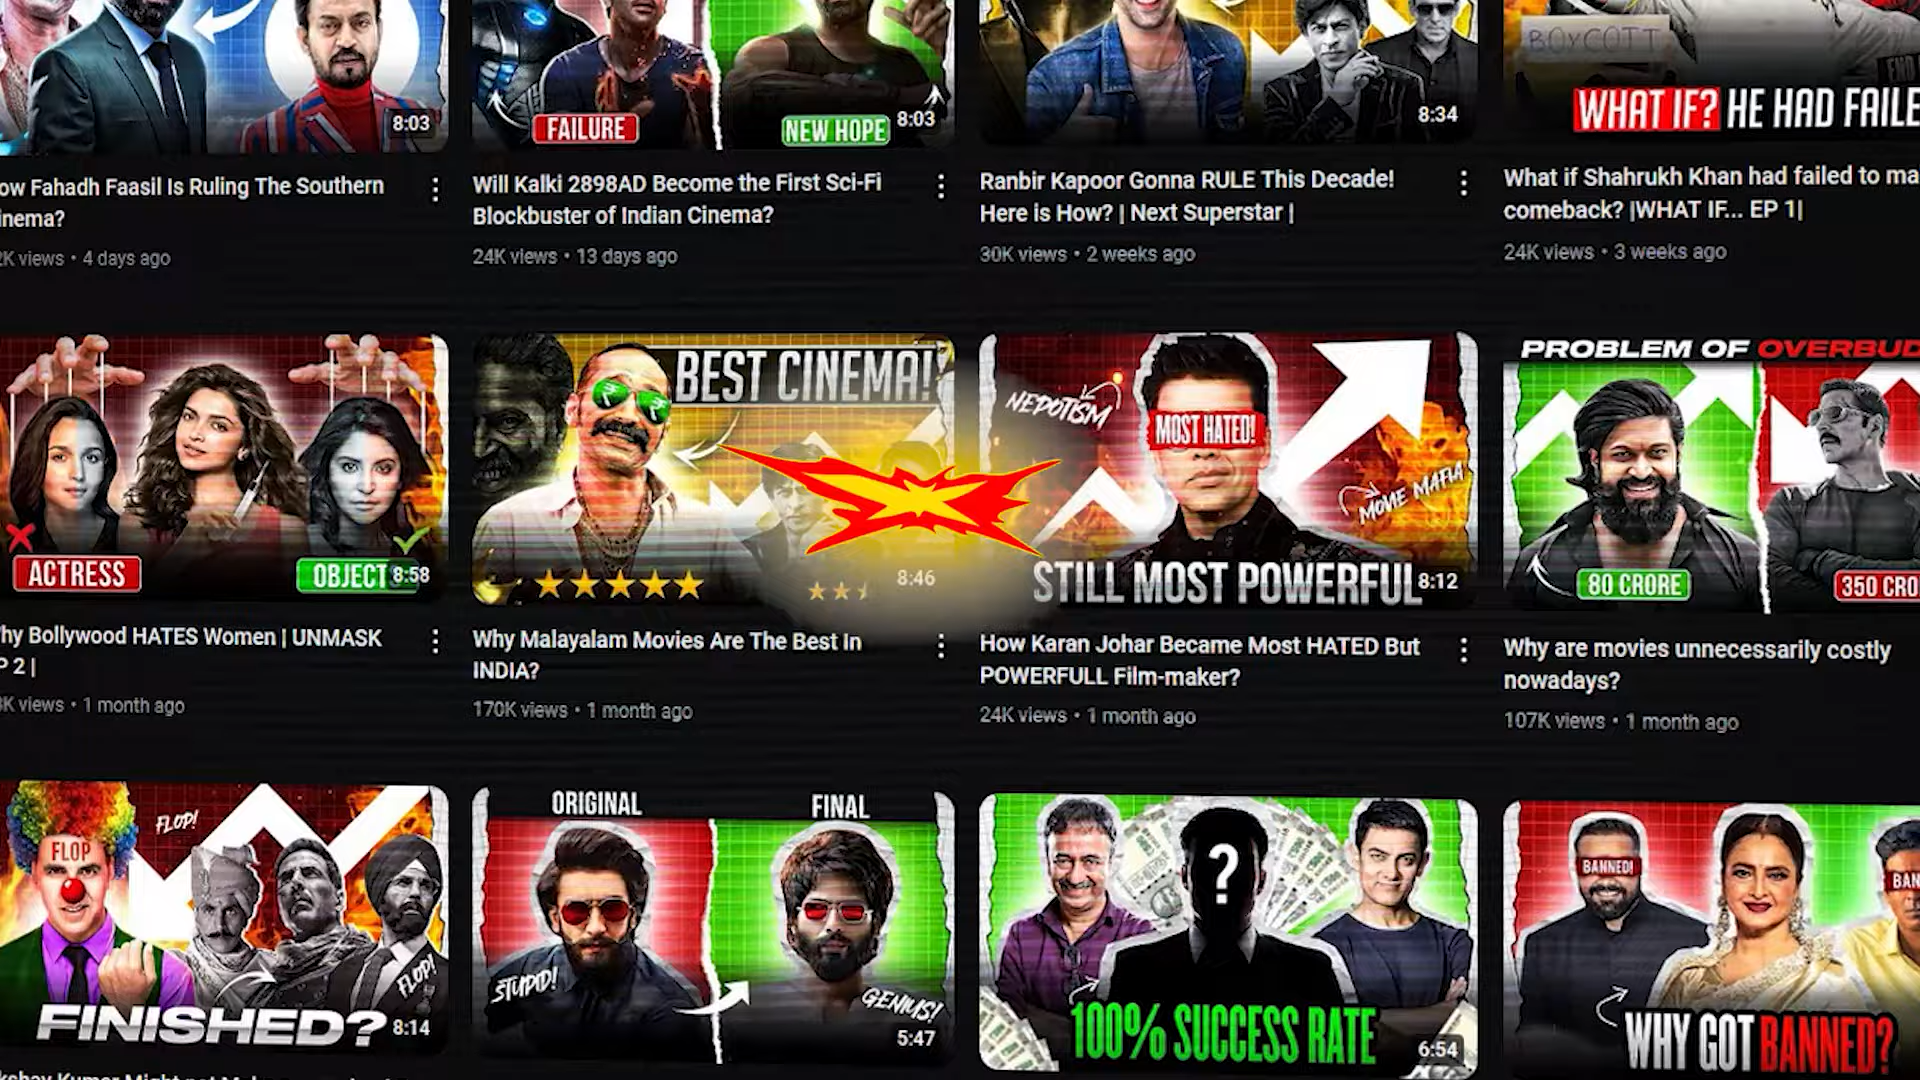 BOYCOTT
8:03
FAILURE
NEW HOPE
8:03
8:34
WHAT IF? HE HAD FAILE
ow Fahadh Faasil Is Ruling The Southern
inema?
2K views • 4 days ago
Will Kalki 2898AD Become the First Sci-Fi
Blockbuster of Indian Cinema?
24K views • 13 days ago
Ranbir Kapoor Gonna RULE This Decade!
Here is How? | Next Superstar |
30K views • 2 weeks ago
What if Shahrukh Khan had failed to ma
comeback? |WHAT IF... EP 1|
24K views • 3 weeks ago
ACTRESS
OBJECT
8:58
BEST CINEMA!
8:46
NEPOTISM
MOST HATED!
MOVIE MAFIA
STILL MOST POWERFUL
8:12
PROBLEM OF OVERBUD
80 CRORE
350 CRO
hy Bollywood HATES Women | UNMASK
P 2 |
K views • 1 month ago
Why Malayalam Movies Are The Best In
INDIA?
170K views • 1 month ago
How Karan Johar Became Most HATED But
POWERFULL Film-maker?
24K views • 1 month ago
Why are movies unnecessarily costly
nowadays?
107K views • 1 month ago
FLOP
FLOP!
FLOP!
FINISHED?
8:14
ORIGINAL
FINAL
STUPID!
GENIUS!
5:47
?
100% SUCCESS RATE
6:54
BANNED!
BAN
WHY GOT BANNED?